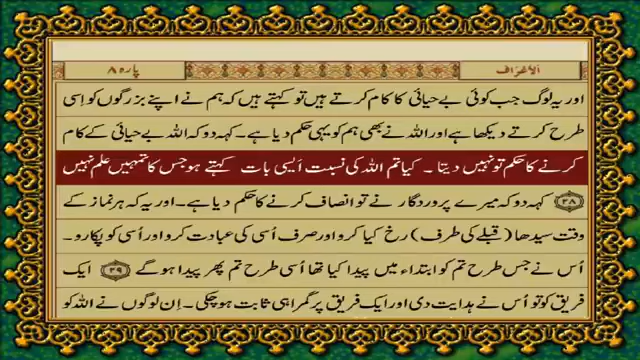 الاعراف
پارہ ۸
اور یہ لوگ جب کوئی بے حیائی کا کام کرتے ہیں تو کہتے ہیں کہ ہم نے اپنے بزرگوں کو اسی
طرح کرتے دیکھا ہے اور اللہ نے بھی ہم کو یہی حکم دیا ہے۔ کہہ دو کہ اللہ بے حیائی کے کام
کرنے کا حکم تو نہیں دیتا۔ کیا تم اللہ کی نسبت ایسی بات کہتے ہو جس کا تمہیں علم نہیں
۲۸ کہہ دو کہ میرے پروردگار نے تو انصاف کرنے کا حکم دیا ہے۔ اور یہ کہ ہر نماز کے
وقت سیدھا (قبلے کی طرف) رخ کیا کرو اور صرف اُسی کی عبادت کرو اور اُسی کو پکارو۔
اُس نے جس طرح تم کو ابتداء میں پیدا کیا تھا اُسی طرح تم پھر پیدا ہو گے ۲۹ ایک
فریق کو تو اُس نے ہدایت دی اور ایک فریق پر گمراہی ثابت ہو چکی۔ اِن لوگوں نے اللہ کو